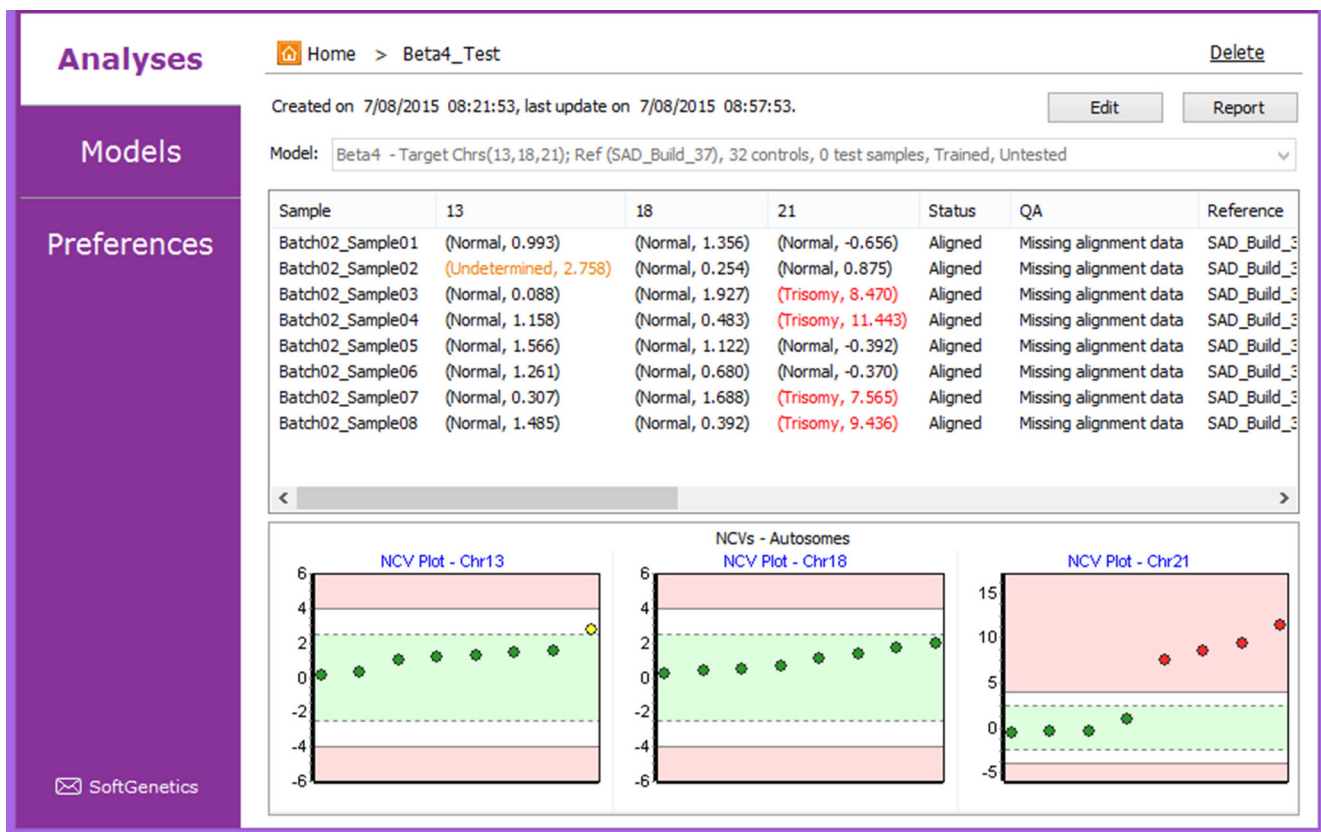 Analyses
Models
Preferences
SoftGenetics
Home > Beta4_Test
Delete
Created on 7/08/2015 08:21:53, last update on 7/08/2015 08:57:53.
Edit
Report
Model: Beta4 - Target Chrs(13,18,21); Ref (SAD_Build_37), 32 controls, 0 test samples, Trained, Untested
Sample 13 18 21 Status QA Reference
Batch02_Sample01 (Normal, 0.993) (Normal, 1.356) (Normal, -0.656) Aligned Missing alignment data SAD_Build_3
Batch02_Sample02 (Undetermined, 2.758) (Normal, 0.254) (Normal, 0.875) Aligned Missing alignment data SAD_Build_3
Batch02_Sample03 (Normal, 0.088) (Normal, 1.927) (Trisomy, 8.470) Aligned Missing alignment data SAD_Build_3
Batch02_Sample04 (Normal, 1.158) (Normal, 0.483) (Trisomy, 11.443) Aligned Missing alignment data SAD_Build_3
Batch02_Sample05 (Normal, 1.566) (Normal, 1.122) (Normal, -0.392) Aligned Missing alignment data SAD_Build_3
Batch02_Sample06 (Normal, 1.261) (Normal, 0.680) (Normal, -0.370) Aligned Missing alignment data SAD_Build_3
Batch02_Sample07 (Normal, 0.307) (Normal, 1.688) (Trisomy, 7.565) Aligned Missing alignment data SAD_Build_3
Batch02_Sample08 (Normal, 1.485) (Normal, 0.392) (Trisomy, 9.436) Aligned Missing alignment data SAD_Build_3
NCVs - Autosomes
NCV Plot - Chr13
6
4
2
0
-2
-4
-6
NCV Plot - Chr18
6
4
2
0
-2
-4
-6
NCV Plot - Chr21
15
10
5
0
-5